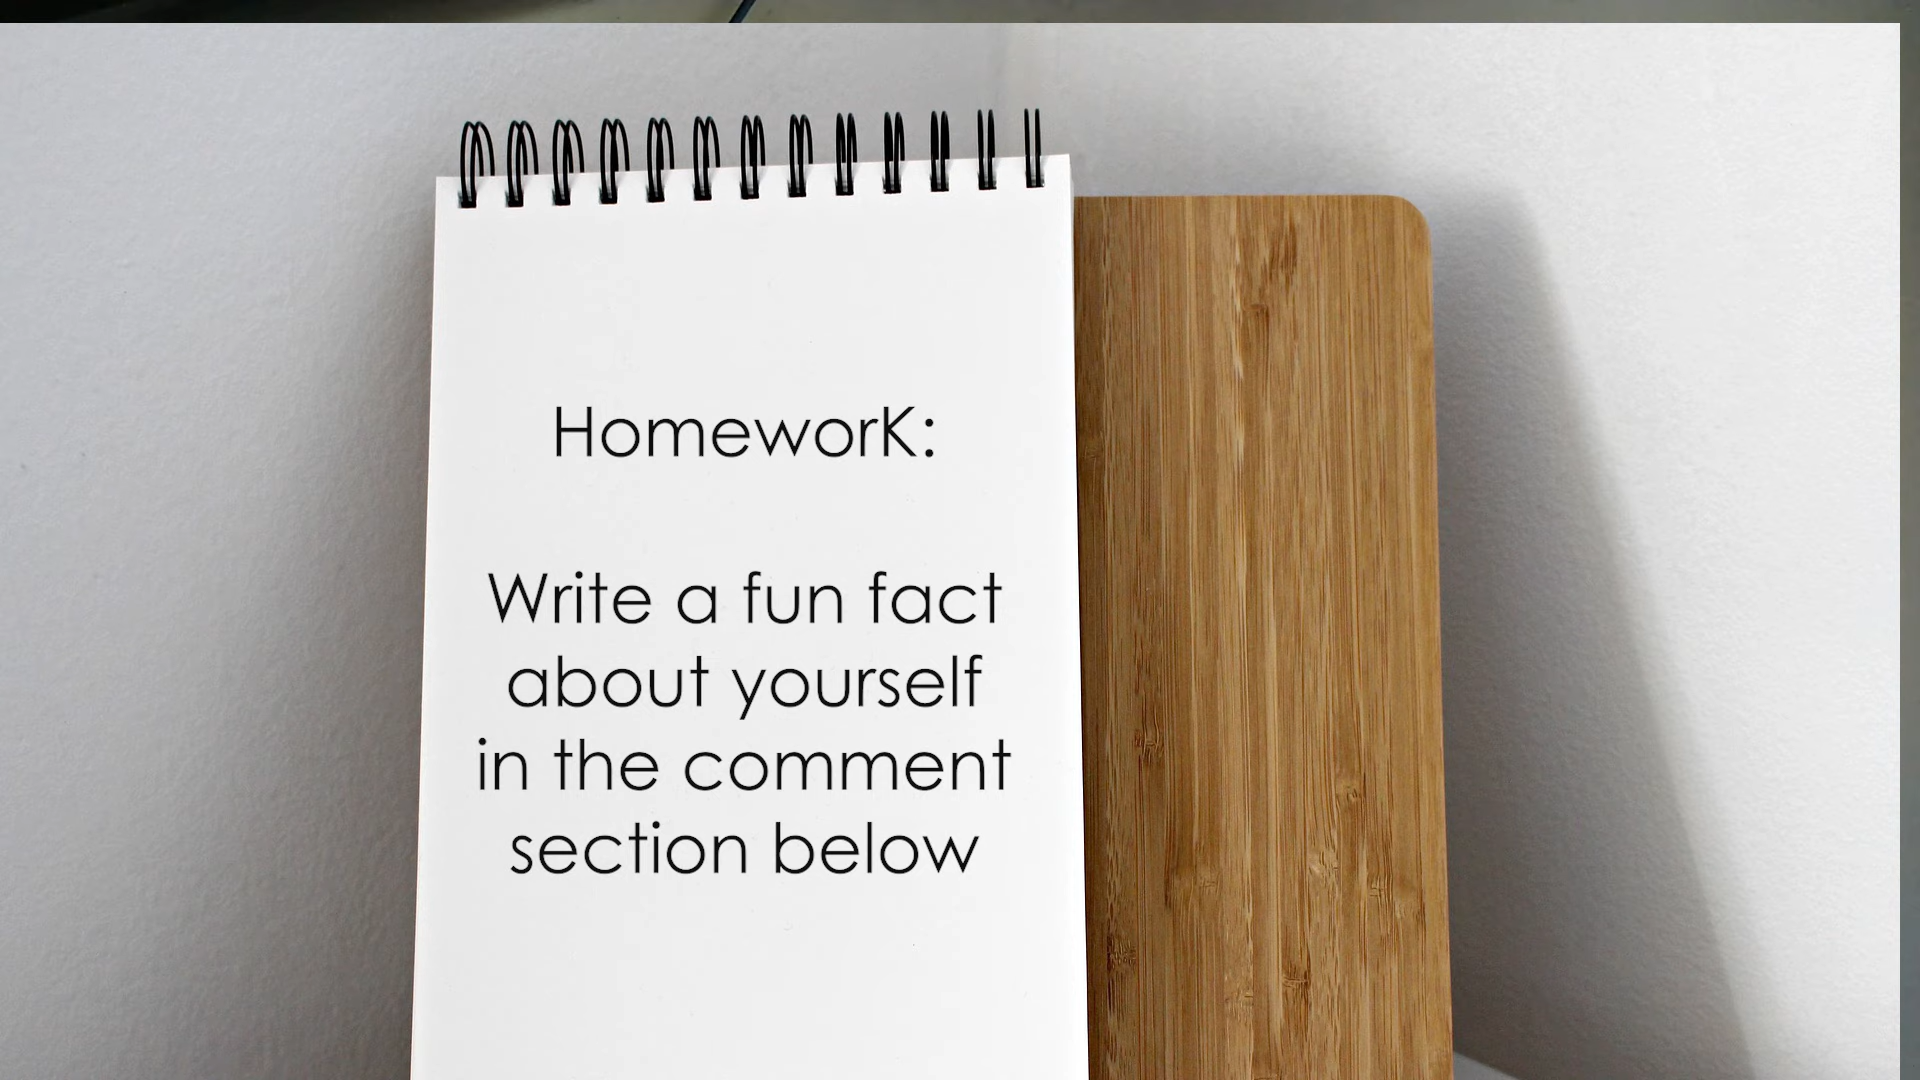 HomeworK:
Write a fun fact
about yourself
in the comment
section below